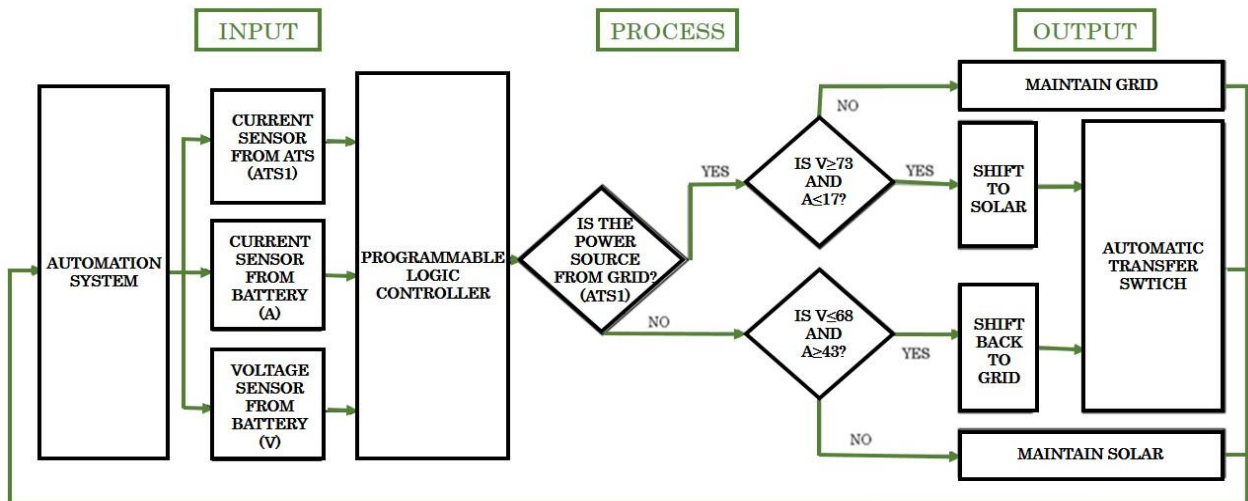 INPUT
PROCESS
OUTPUT
AUTOMATION
SYSTEM
CURRENT
SENSOR
FROM ATS
(ATS1)
CURRENT
SENSOR
FROM
BATTERY
(A)
VOLTAGE
SENSOR
FROM
BATTERY
(V)
PROGRAMMABLE
LOGIC
CONTROLLER
IS THE
POWER
SOURCE
FROM GRID?
(ATS1)
YES
NO
IS V≥73
AND
A≤17?
NO
YES
IS V≤68
AND
A≥43?
YES
NO
MAINTAIN GRID
SHIFT
TO
SOLAR
SHIFT
BACK
TO
GRID
AUTOMATIC
TRANSFER
SWTICH
MAINTAIN SOLAR